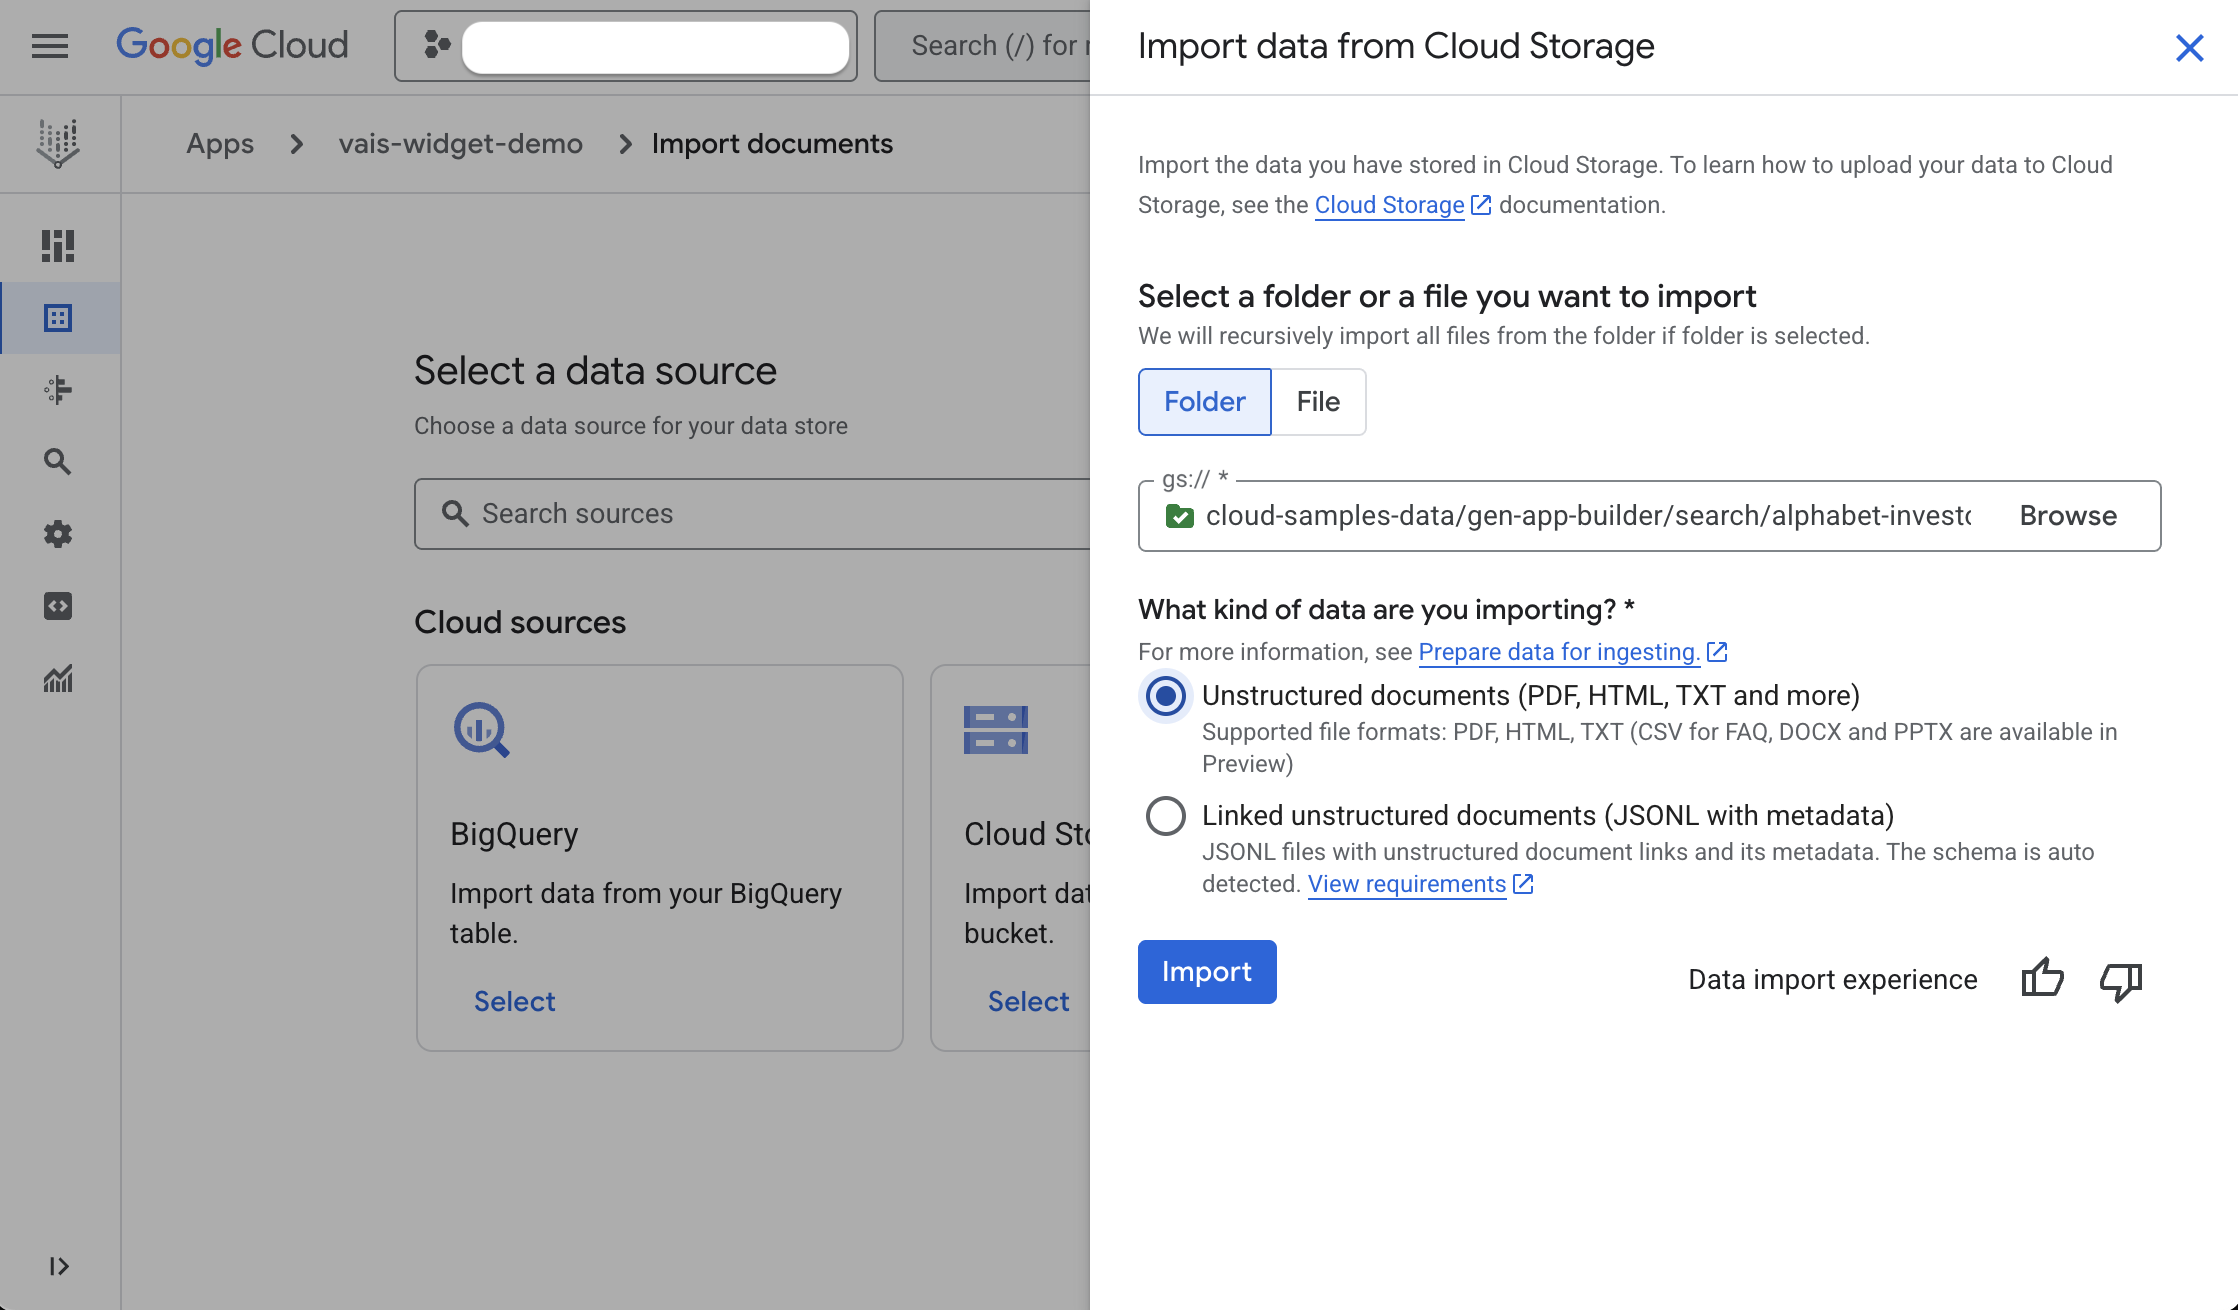 Google Cloud
Search (/) for
Apps
vais-widget-demo
Import documents
Select a data source
Choose a data source for your data store
Search sources
Cloud sources
BigQuery
Import data from your BigQuery
table.
Select
Cloud
Import
bucket.
Select
Import data from Cloud Storage
Import the data you have stored in Cloud Storage. To learn how to upload your data to Cloud
Storage, see the Cloud Storage documentation.
Select a folder or a file you want to import
We will recursively import all files from the folder if folder is selected.
Folder
File
gs:// *
cloud-samples-data/gen-app-builder/search/alphabet-investo
Browse
What kind of data are you importing? *
For more information, see Prepare data for ingesting.
Unstructured documents (PDF, HTML, TXT and more)
Supported file formats: PDF, HTML, TXT (CSV for FAQ, DOCX and PPTX are available in
Preview)
Linked unstructured documents (JSONL with metadata)
JSONL files with unstructured document links and its metadata. The schema is auto
detected. View requirements
Import
Data import experience